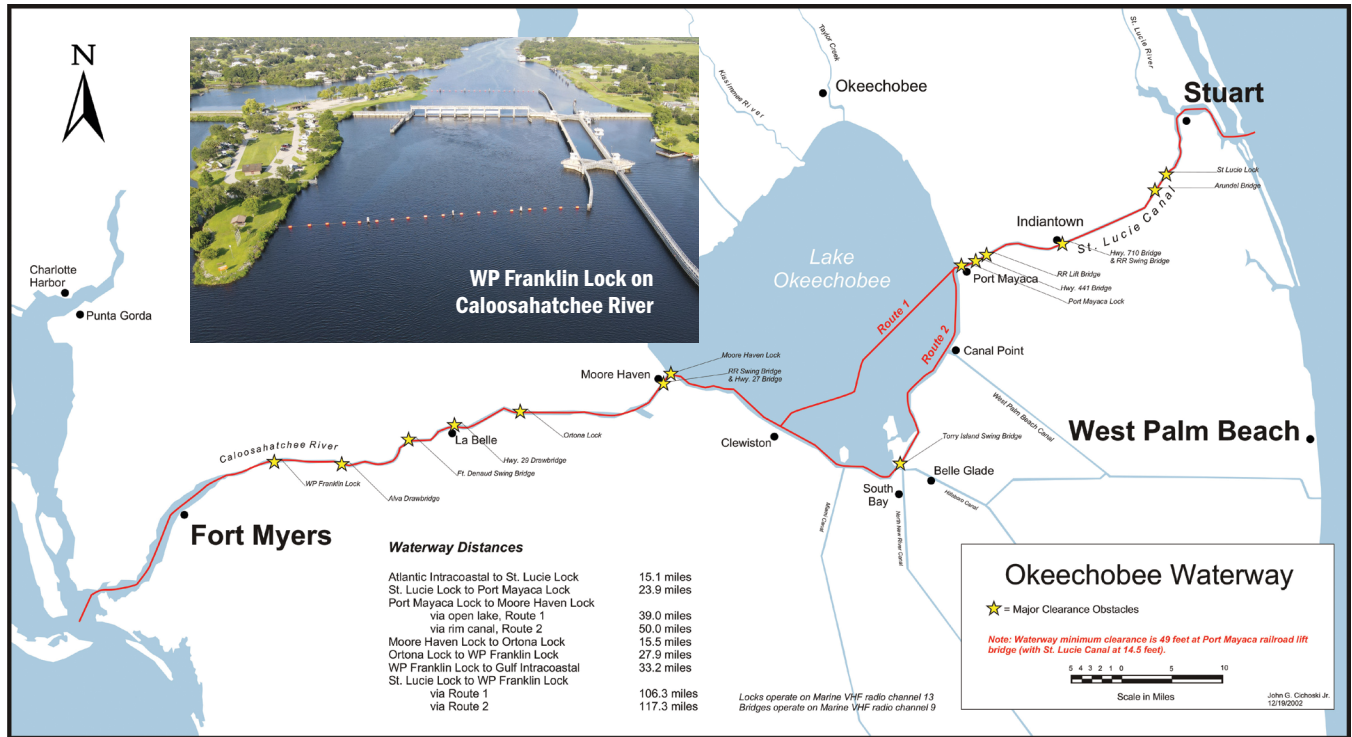 N
WP Franklin Lock on
Caloosahatchee River
Kissimmee River
Taylor Creek
Okeechobee
St. Lucie River
Stuart
St Lucie Lock
Arundel Bridge
Indiantown
St. Lucie Canal
Hwy. 710 Bridge
& RR Swing Bridge
RR Lift Bridge
Hwy. 441 Bridge
Port Mayaca Lock
Port Mayaca
Lake
Okeechobee
Route 1
Route 2
Charlotte
Harbor
Punta Gorda
Canal Point
West Palm Beach Canal
West Palm Beach
Moore Haven
Moore Haven Lock
RR Swing Bridge
& Hwy. 27 Bridge
Clewiston
Torry Island Swing Bridge
Belle Glade
South
Bay
Hillsboro Canal
Miami Canal
North New River Canal
Ortona Lock
La Belle
Hwy. 29 Drawbridge
Ft. Denaud Swing Bridge
Caloosahatchee River
WP Franklin Lock
Alva Drawbridge
Fort Myers
Waterway Distances
Atlantic Intracoastal to St. Lucie Lock 15.1 miles
St. Lucie Lock to Port Mayaca Lock 23.9 miles
Port Mayaca Lock to Moore Haven Lock
via open lake, Route 1 39.0 miles
via rim canal, Route 2 50.0 miles
Moore Haven Lock to Ortona Lock 15.5 miles
Ortona Lock to WP Franklin Lock 27.9 miles
WP Franklin Lock to Gulf Intracoastal 33.2 miles
St. Lucie Lock to WP Franklin Lock
via Route 1 106.3 miles
via Route 2 117.3 miles
Locks operate on Marine VHF radio channel 13
Bridges operate on Marine VHF radio channel 9
Okeechobee Waterway
= Major Clearance Obstacles
Note: Waterway minimum clearance is 49 feet at Port Mayaca railroad lift
bridge (with St. Lucie Canal at 14.5 feet).
5 4 3 2 1 0 5 10
Scale in Miles
John G. Cichoski Jr.
12/19/2002